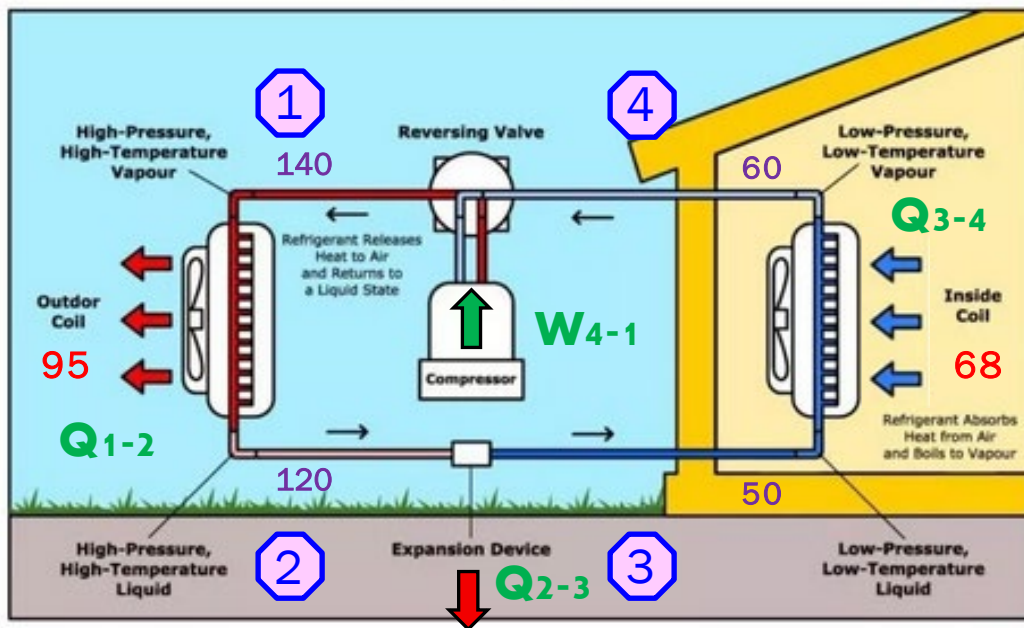 1
4
High-Pressure,
High-Temperature
Vapour
Reversing Valve
Low-Pressure,
Low-Temperature
Vapour
140
60
Q3-4
Refrigerant Releases
Heat to Air
and Returns to
a Liquid State
Outdor
Coil
95
W4-1
Inside
Coil
68
Compressor
Q1-2
Refrigerant Absorbs
Heat from Air
and Boils to Vapour
120
50
High-Pressure,
High-Temperature
Liquid
2
Expansion Device
Q2-3
3
Low-Pressure,
Low-Temperature
Liquid